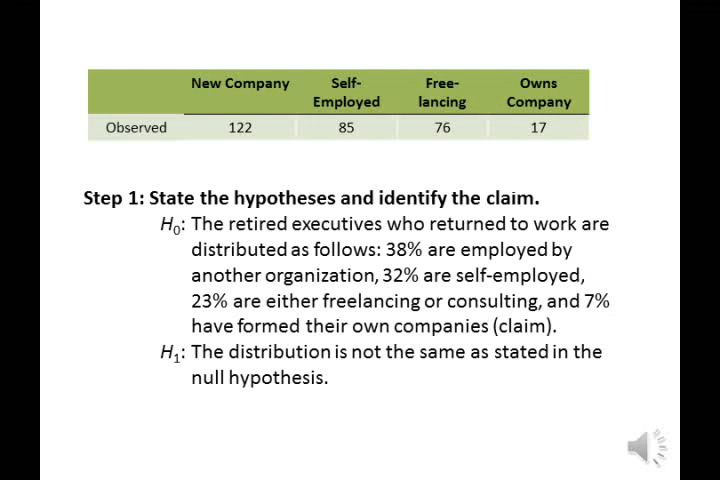 New Company Self- Free- Owns
Employed lancing Company
Observed 122 85 76 17
Step 1: State the hypotheses and identify the claim.
H0: The retired executives who returned to work are
distributed as follows: 38% are employed by
another organization, 32% are self-employed,
23% are either freelancing or consulting, and 7%
have formed their own companies (claim).
H1: The distribution is not the same as stated in the
null hypothesis.